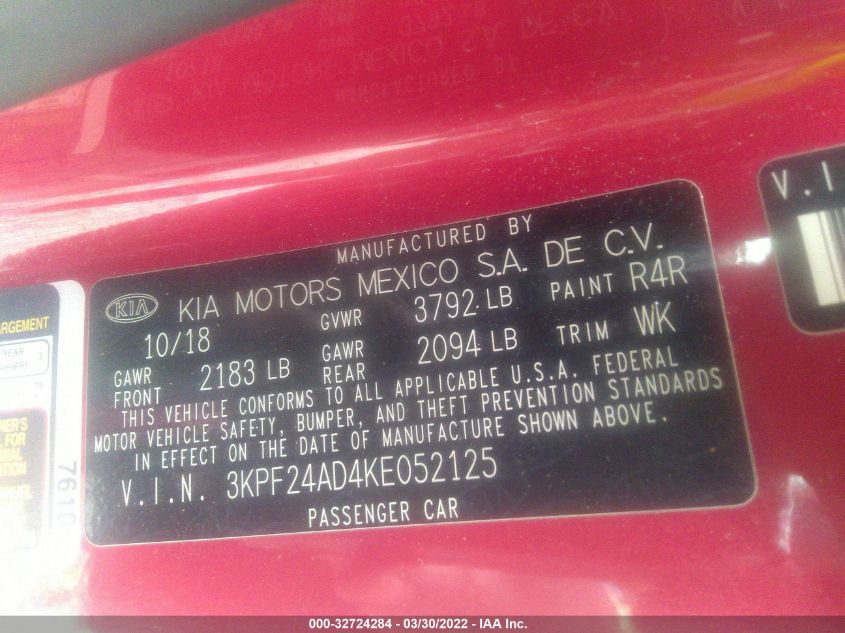 MANUFACTURED BY
KIA KIA MOTORS MEXICO S.A. DE C.V.
10/18 GVWR 3792 LB PAINT R4R
GAWR FRONT 2183 LB GAWR REAR 2094 LB TRIM WK
THIS VEHICLE CONFORMS TO ALL APPLICABLE U.S.A. FEDERAL
MOTOR VEHICLE SAFETY, BUMPER, AND THEFT PREVENTION STANDARDS
IN EFFECT ON THE DATE OF MANUFACTURE SHOWN ABOVE.
V.I.N. 3KPF24AD4KE052125
PASSENGER CAR
V.I
ARGEMENT
REAR
NER'S
FOR
7610
000-32724284 - 03/30/2022 - IAA Inc.